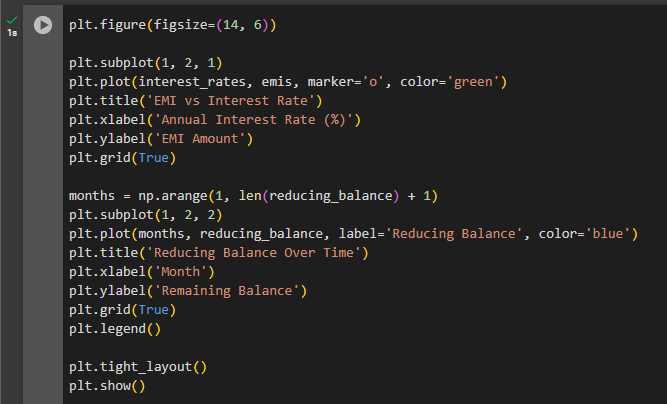 plt.figure(figsize=(14, 6))
1s
plt.subplot(1, 2, 1)
plt.plot(interest_rates, emis, marker='o', color='green')
plt.title('EMI vs Interest Rate')
plt.xlabel('Annual Interest Rate (%)')
plt.ylabel('EMI Amount')
plt.grid(True)
months = np.arange(1, len(reducing_balance) + 1)
plt.subplot(1, 2, 2)
plt.plot(months, reducing_balance, label='Reducing Balance', color='blue')
plt.title('Reducing Balance Over Time')
plt.xlabel('Month')
plt.ylabel('Remaining Balance')
plt.grid(True)
plt.legend()
plt.tight_layout()
plt.show()